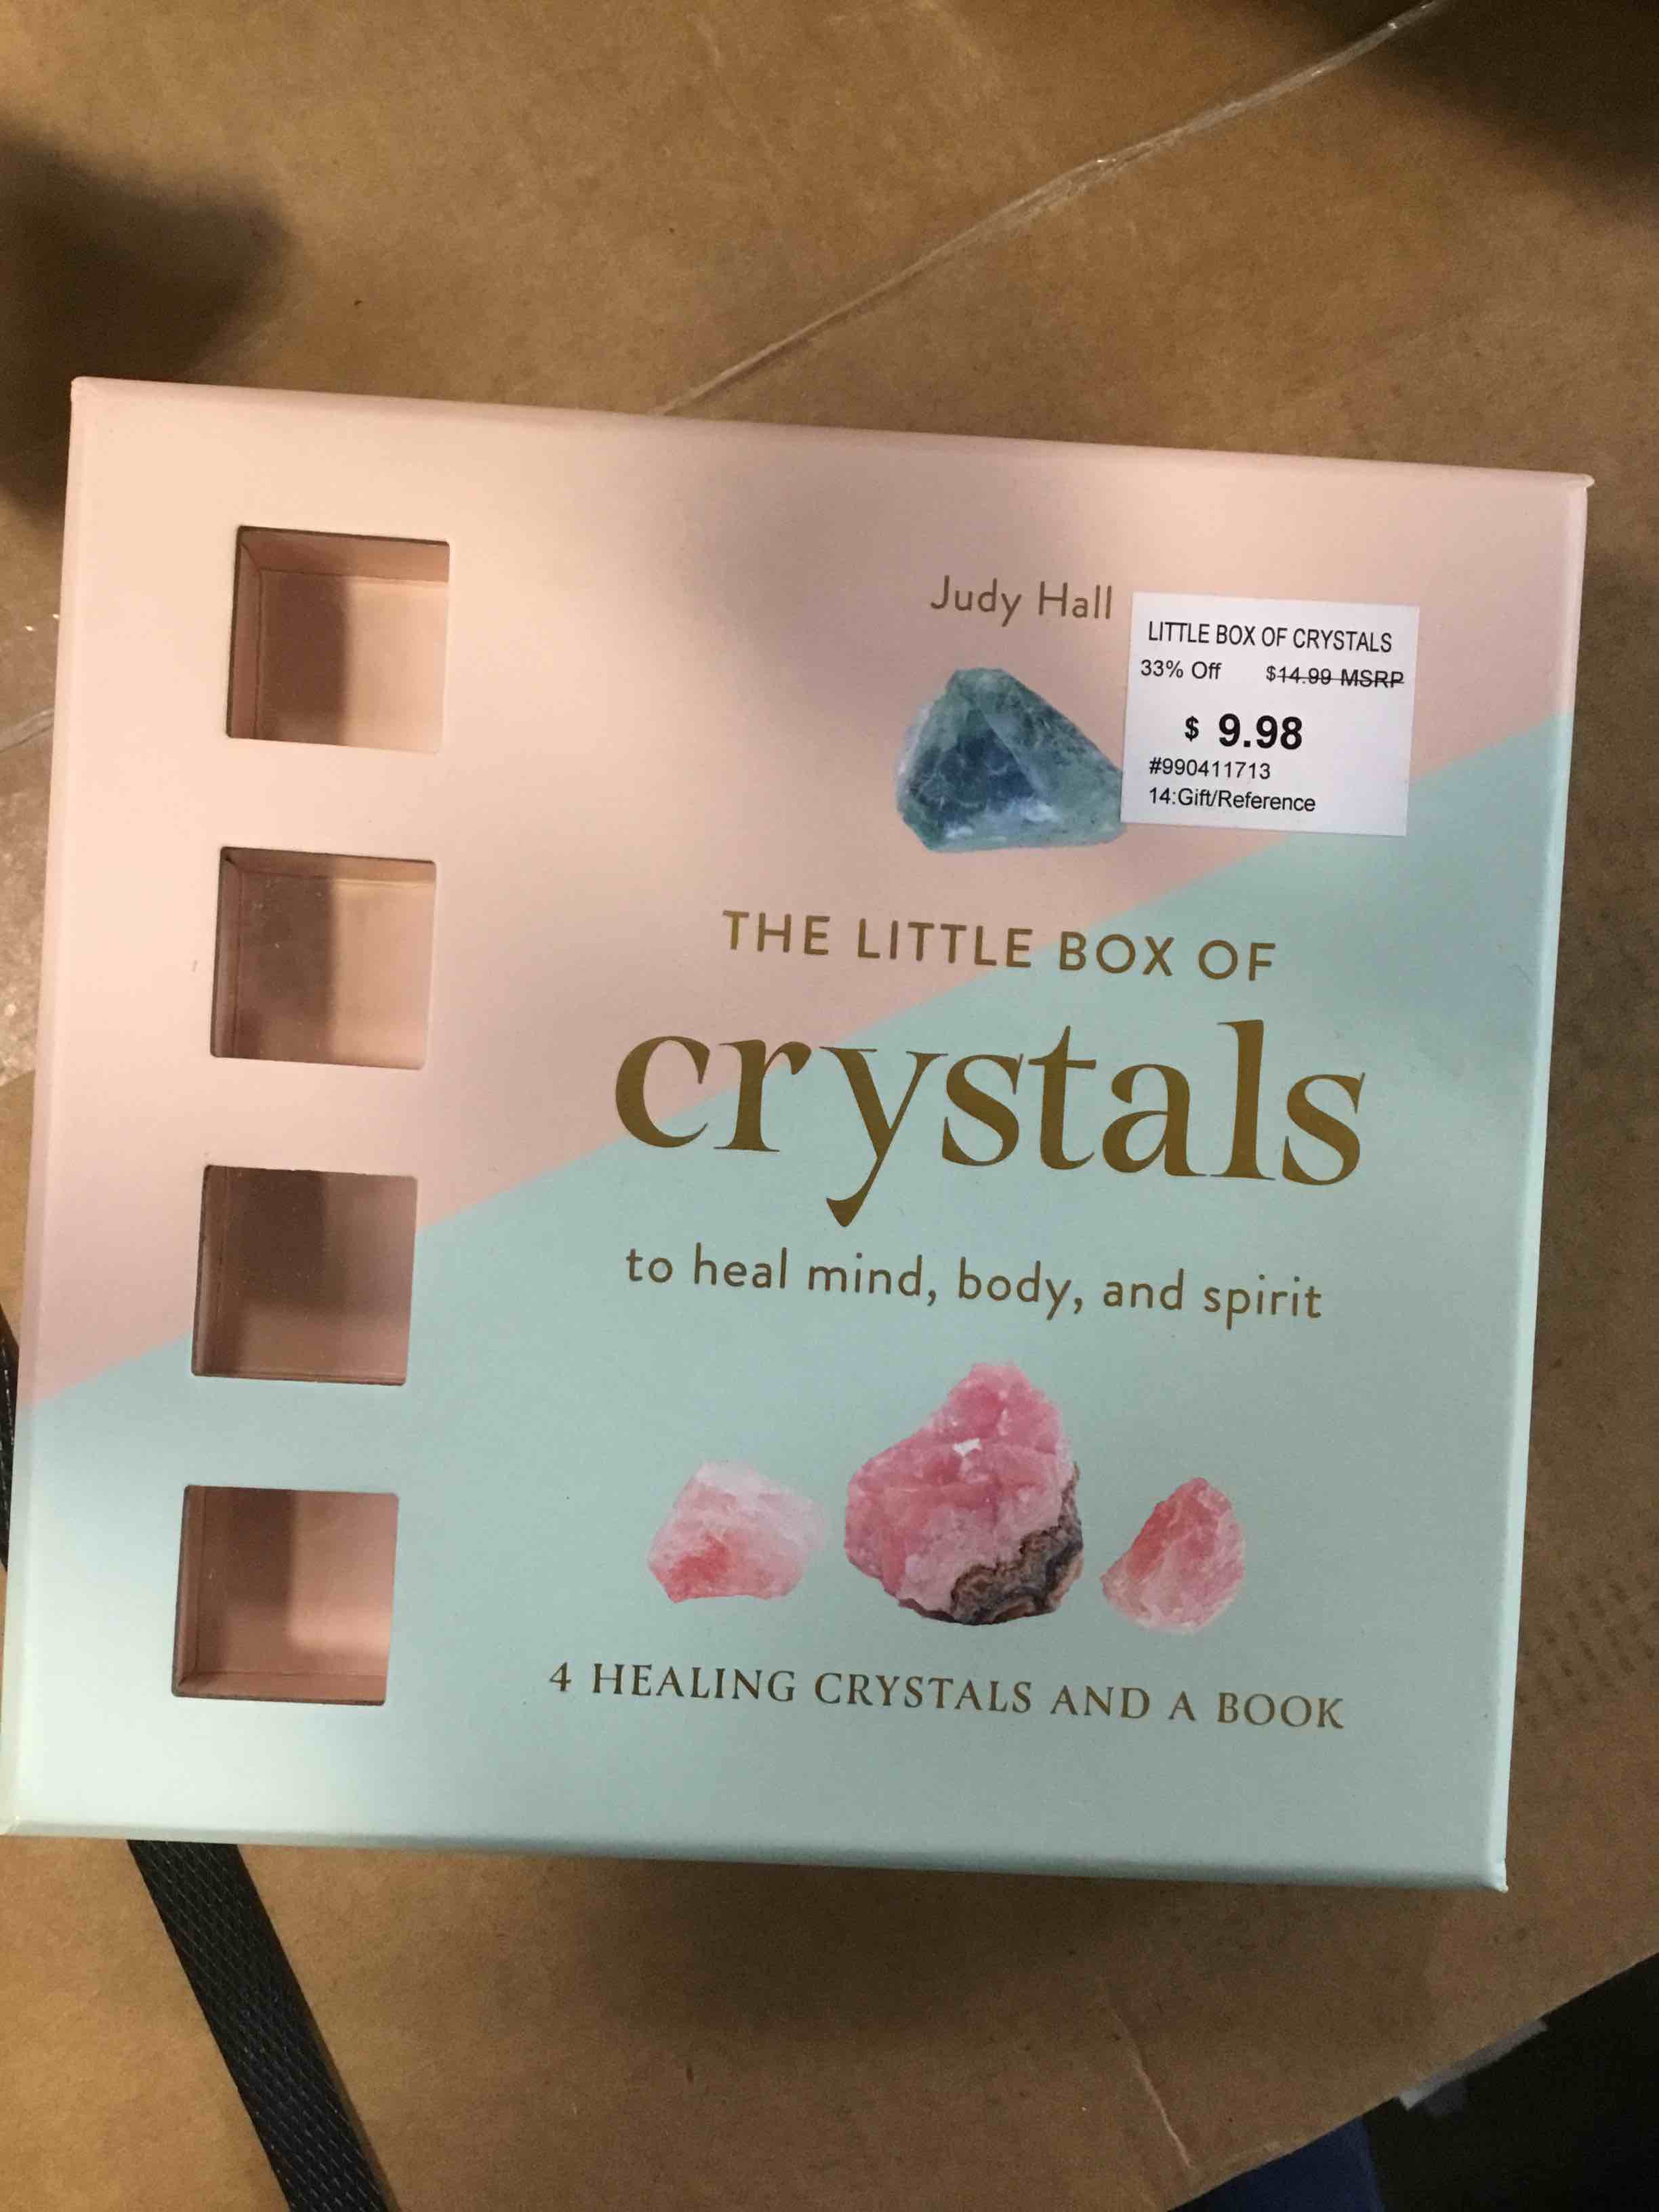 Judy Hall
LITTLE BOX OF CRYSTALS
33% Off $14.99 MSRP
$ 9.98
#990411713
14:Gift/Reference
THE LITTLE BOX OF
crystals
to heal mind, body, and spirit
4 HEALING CRYSTALS AND A BOOK